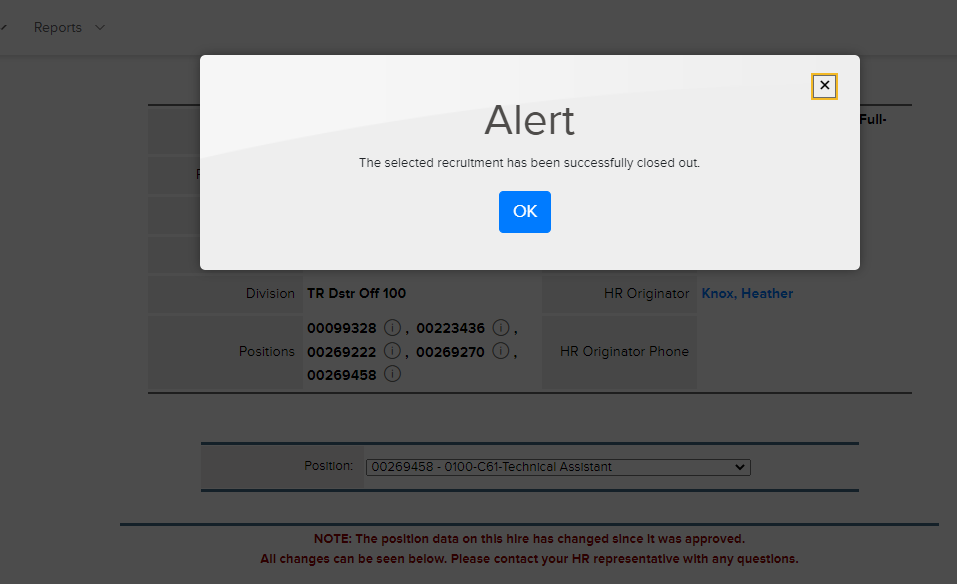 Reports
Alert
The selected recruitment has been successfully closed out.
OK
Full-
Division TR Dstr Off 100 HR Originator Knox, Heather
Positions 00099328 , 00223436 ,
00269222 , 00269270 ,
00269458
HR Originator Phone
Position: 00269458 - 0100-C61-Technical Assistant
NOTE: The position data on this hire has changed since it was approved.
All changes can be seen below. Please contact your HR representative with any questions.